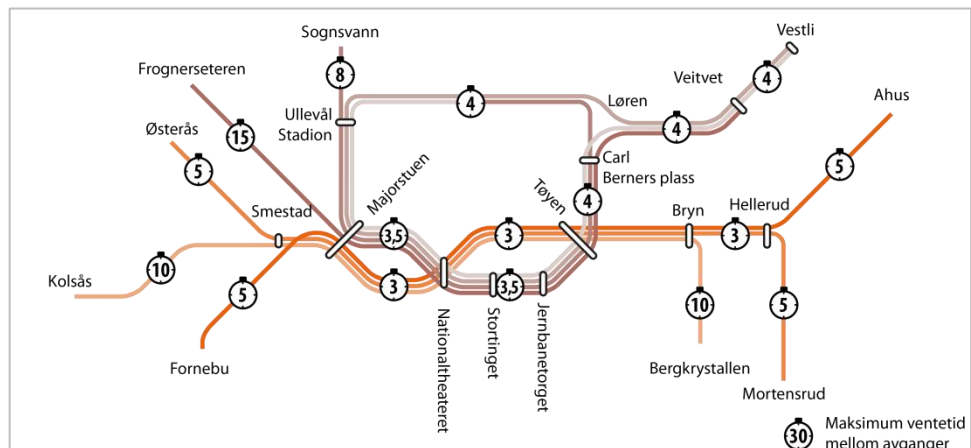 Sognsvann
8
Vestli
4
Frognerseteren
Veitvet
Løren
4
4
Ahus
Ullevål
Stadion
Østerås
15
5
5
Carl
Berners plass
Majorstuen
Tøyen
4
Smestad
Bryn
Hellerud
3,5
3
3
Kolsås
10
5
3
3,5
10
5
Nationaltheateret
Stortinget
Jernbanetorget
Fornebu
Bergkrystallen
Mortensrud
30
Maksimum ventetid
mellom avganger